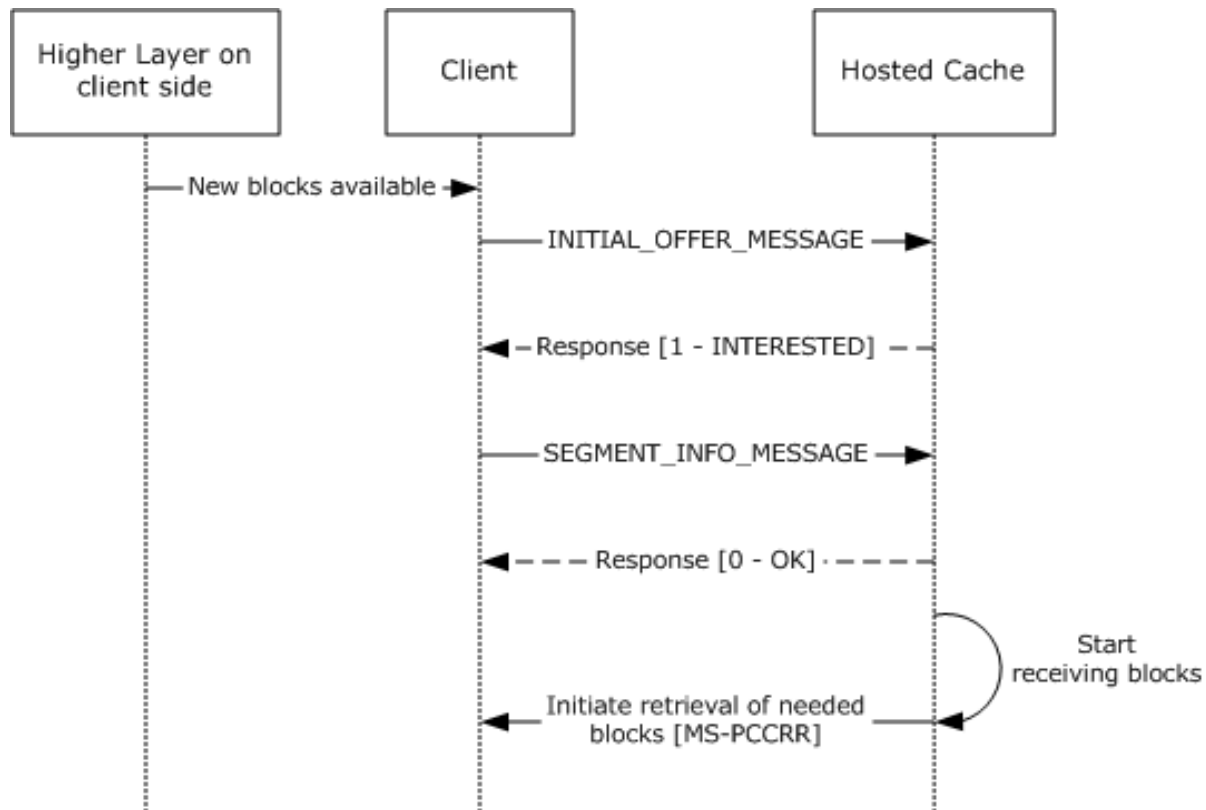 Higher Layer on
client side
Client
Hosted Cache
New blocks available
INITIAL_OFFER_MESSAGE
Response [1 - INTERESTED]
SEGMENT_INFO_MESSAGE
Response [0 - OK]
Start
receiving blocks
Initiate retrieval of needed
blocks [MS-PCCRR]